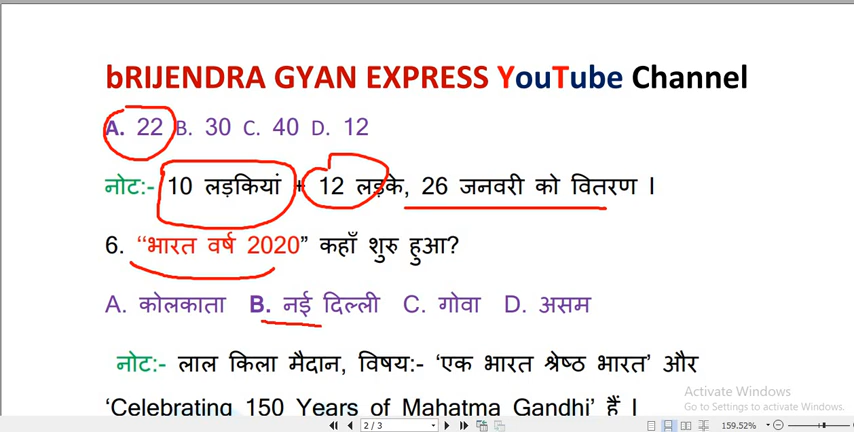 bRIJENDRA GYAN EXPRESS YouTube Channel
A. 22 B. 30 C. 40 D. 12
नोट:- 10 लड़कियां + 12 लड़के, 26 जनवरी को वितरण ।
6. “भारत वर्ष 2020” कहाँ शुरु हुआ?
A. कोलकाता B. नई दिल्ली C. गोवा D. असम
नोट:- लाल किला मैदान, विषय:- ‘एक भारत श्रेष्ठ भारत’ और
‘Celebrating 150 Years of Mahatma Gandhi’ हैं ।
Activate Windows
Go to Settings to activate Windows.
2 / 3
159.52%